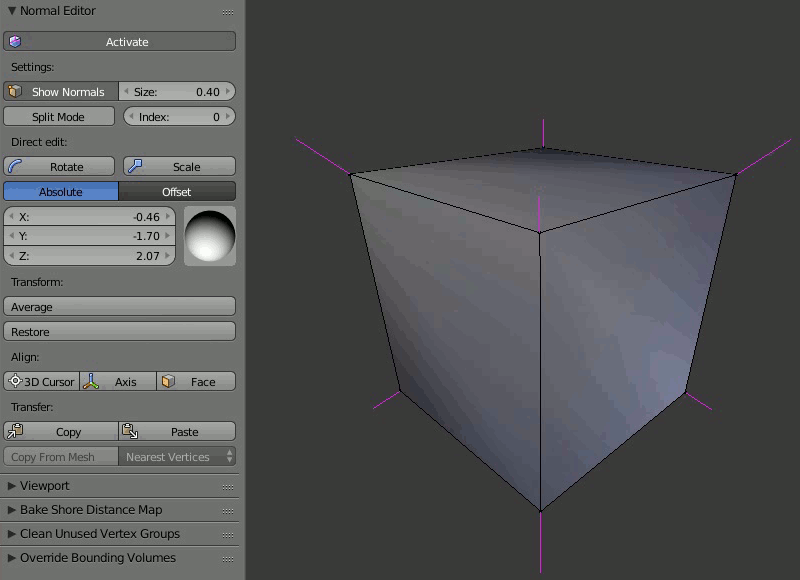 Normal Editor
Activate
Settings:
Show Normals Size: 0.40
Split Mode Index: 0
Direct edit:
Rotate Scale
Absolute Offset
X: -0.46
Y: -1.70
Z: 2.07
Transform:
Average
Restore
Align:
3D Cursor Axis Face
Transfer:
Copy Paste
Copy From Mesh Nearest Vertices
Viewport
Bake Shore Distance Map
Clean Unused Vertex Groups
Override Bounding Volumes